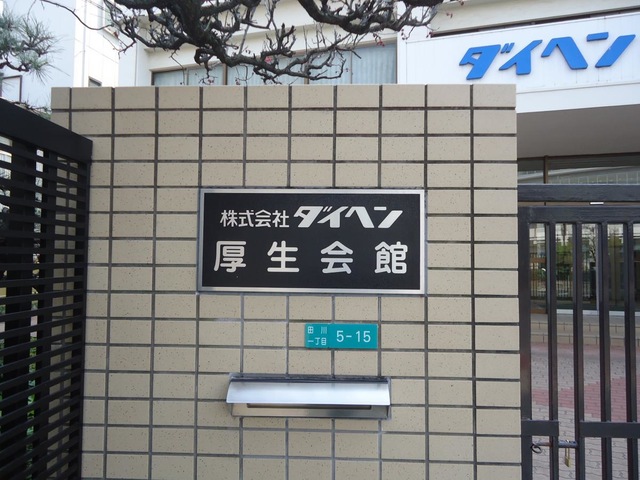 ダイヘン
株式会社 ダイヘン
厚生会館
田川
一丁目
5-15